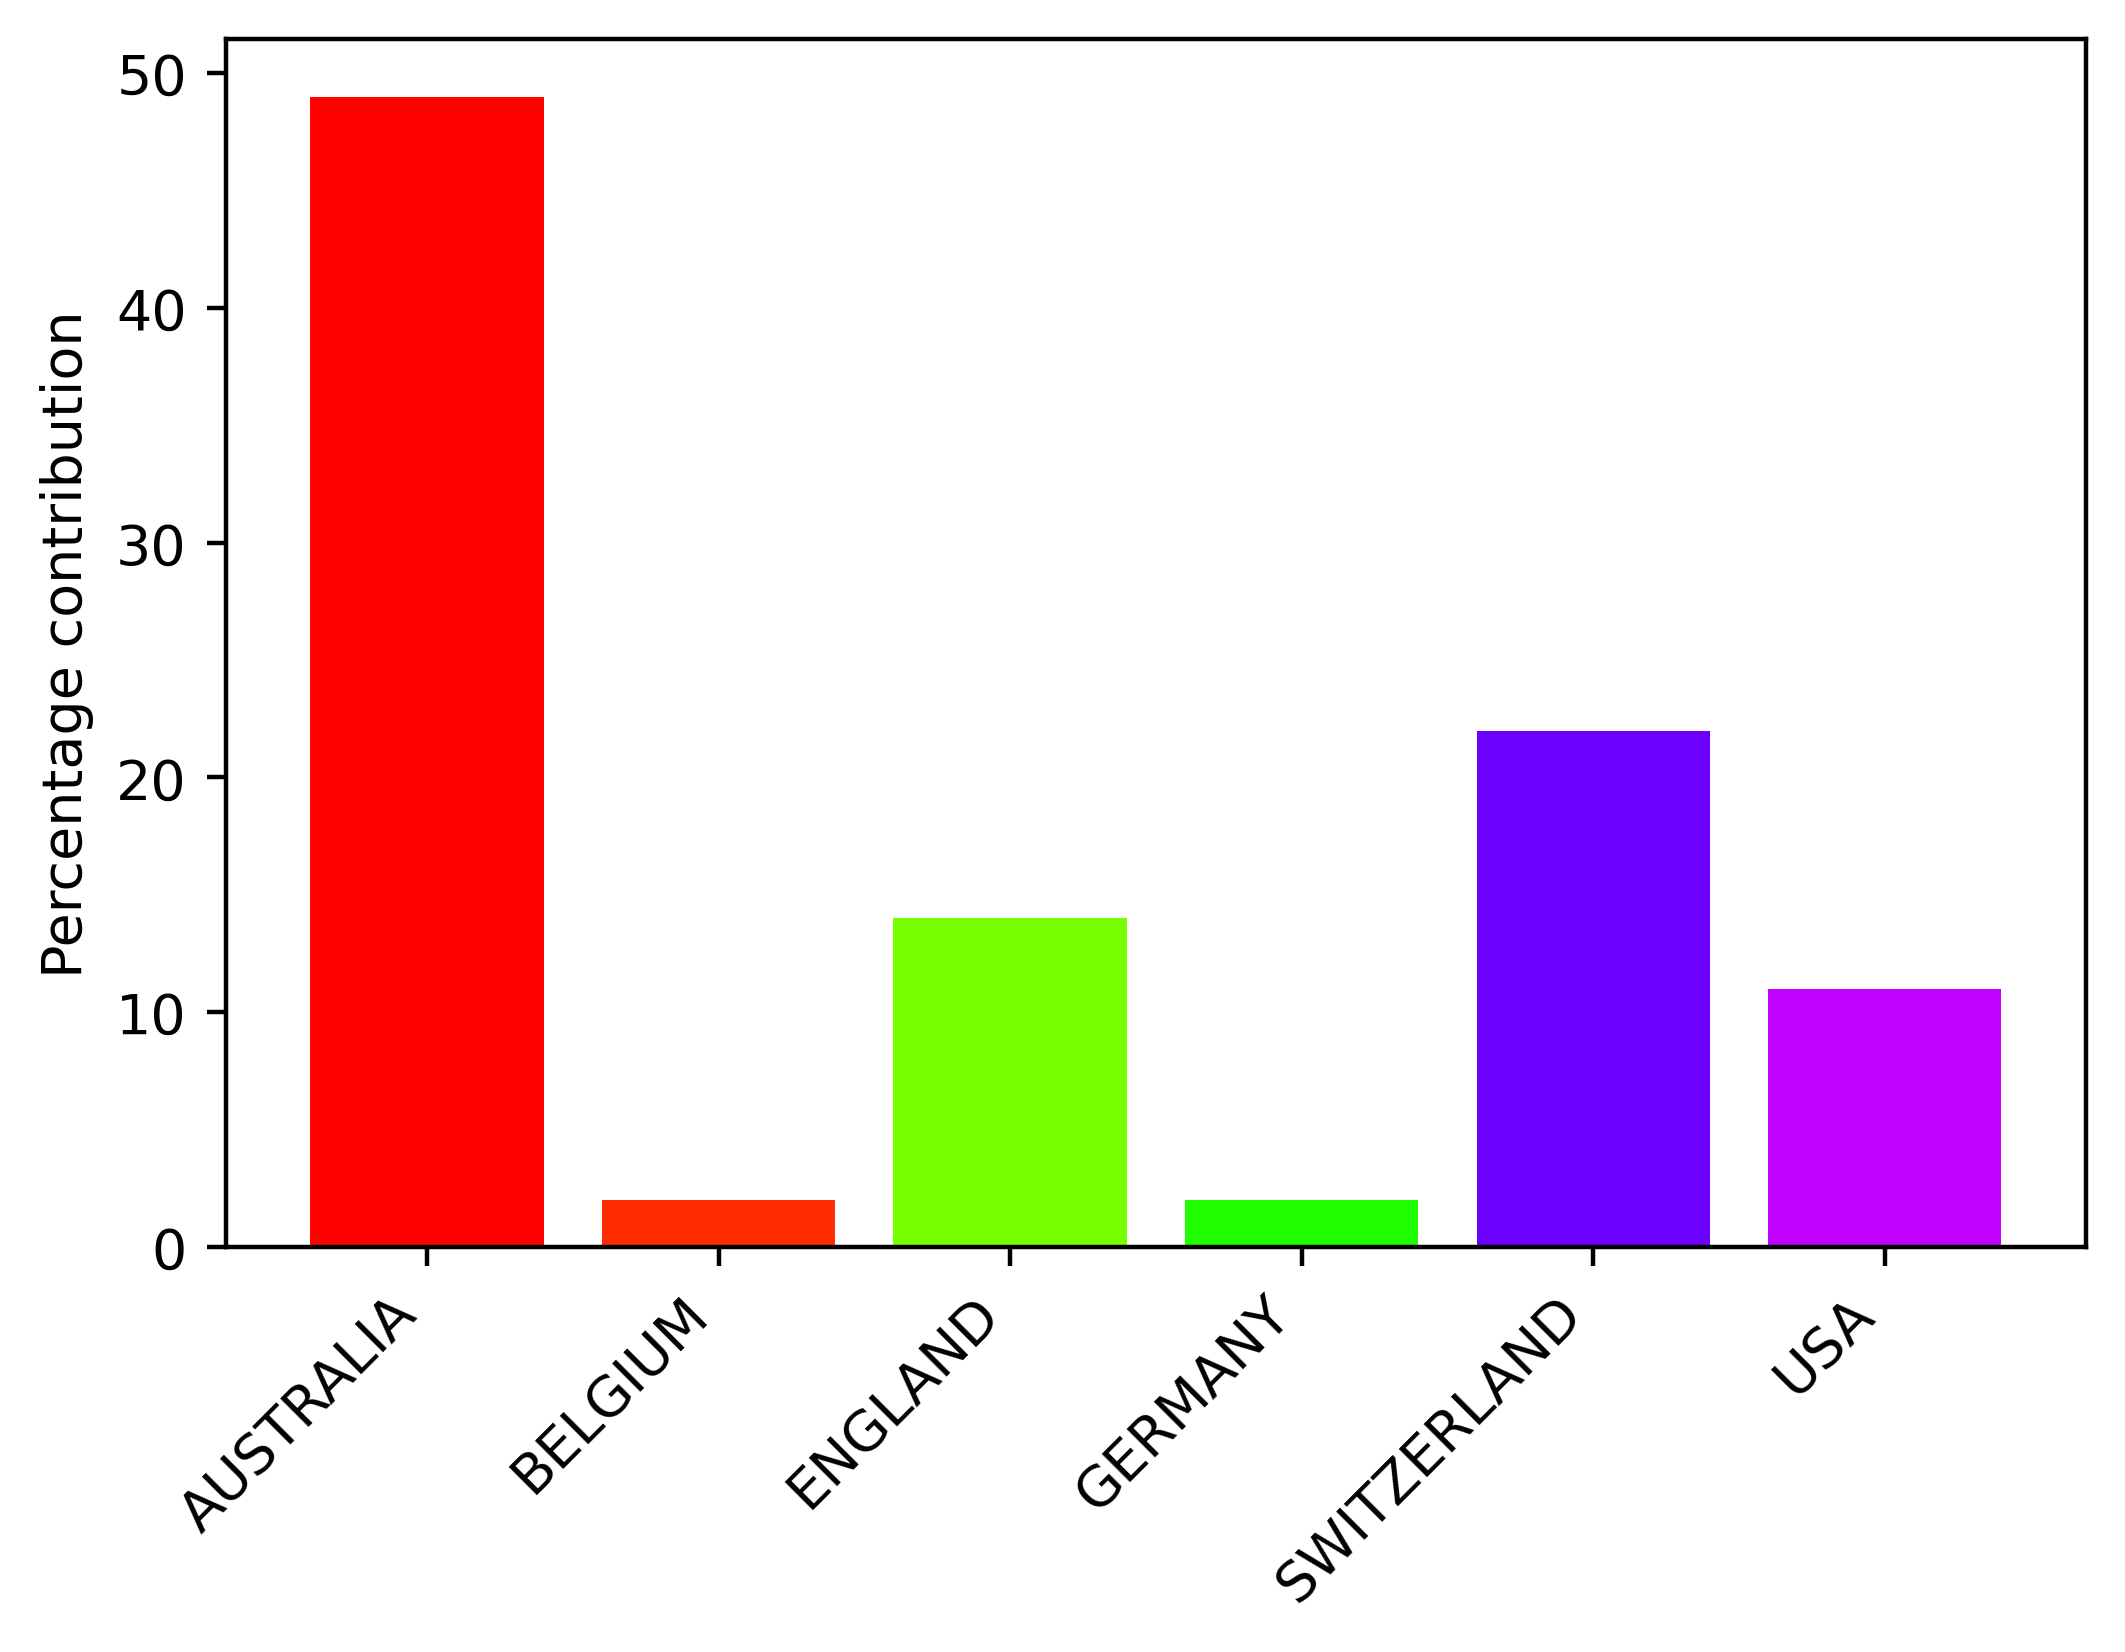 Percentage contribution
50
40
30
20
10
0
AUSTRALIA
BELGIUM
ENGLAND
GERMANY
SWITZERLAND
USA